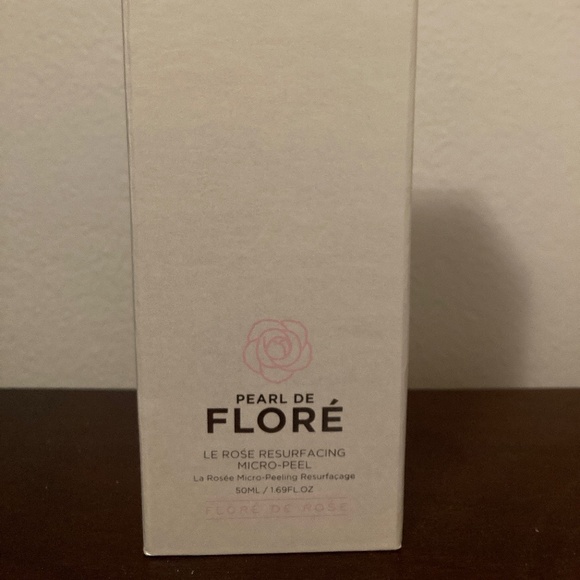 PEARL DE
FLORÉ
LE ROSE RESURFACING
MICRO-PEEL
La Rosée Micro-Peeling Resurfaçage
50ML / 1.69FL.OZ
FLORÉ DE ROSE